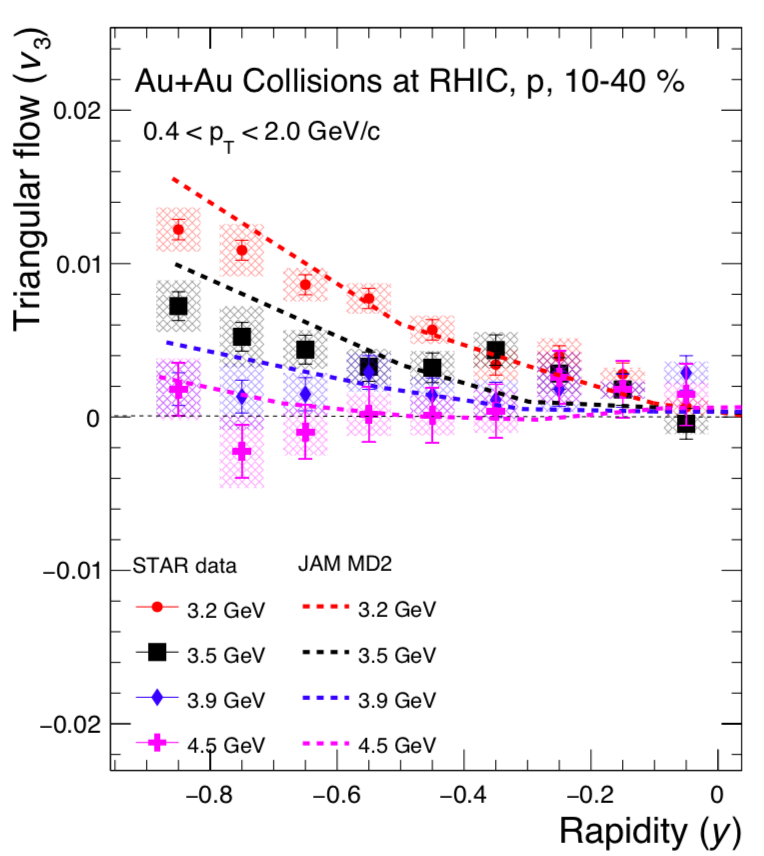 Triangular flow (v₃)
Au+Au Collisions at RHIC, p, 10-40 %
0.4 < p_T < 2.0 GeV/c
0.02
0.01
0
−0.01
−0.02
STAR data JAM MD2
3.2 GeV 3.2 GeV
3.5 GeV 3.5 GeV
3.9 GeV 3.9 GeV
4.5 GeV 4.5 GeV
−0.8 −0.6 −0.4 −0.2 0
Rapidity (y)